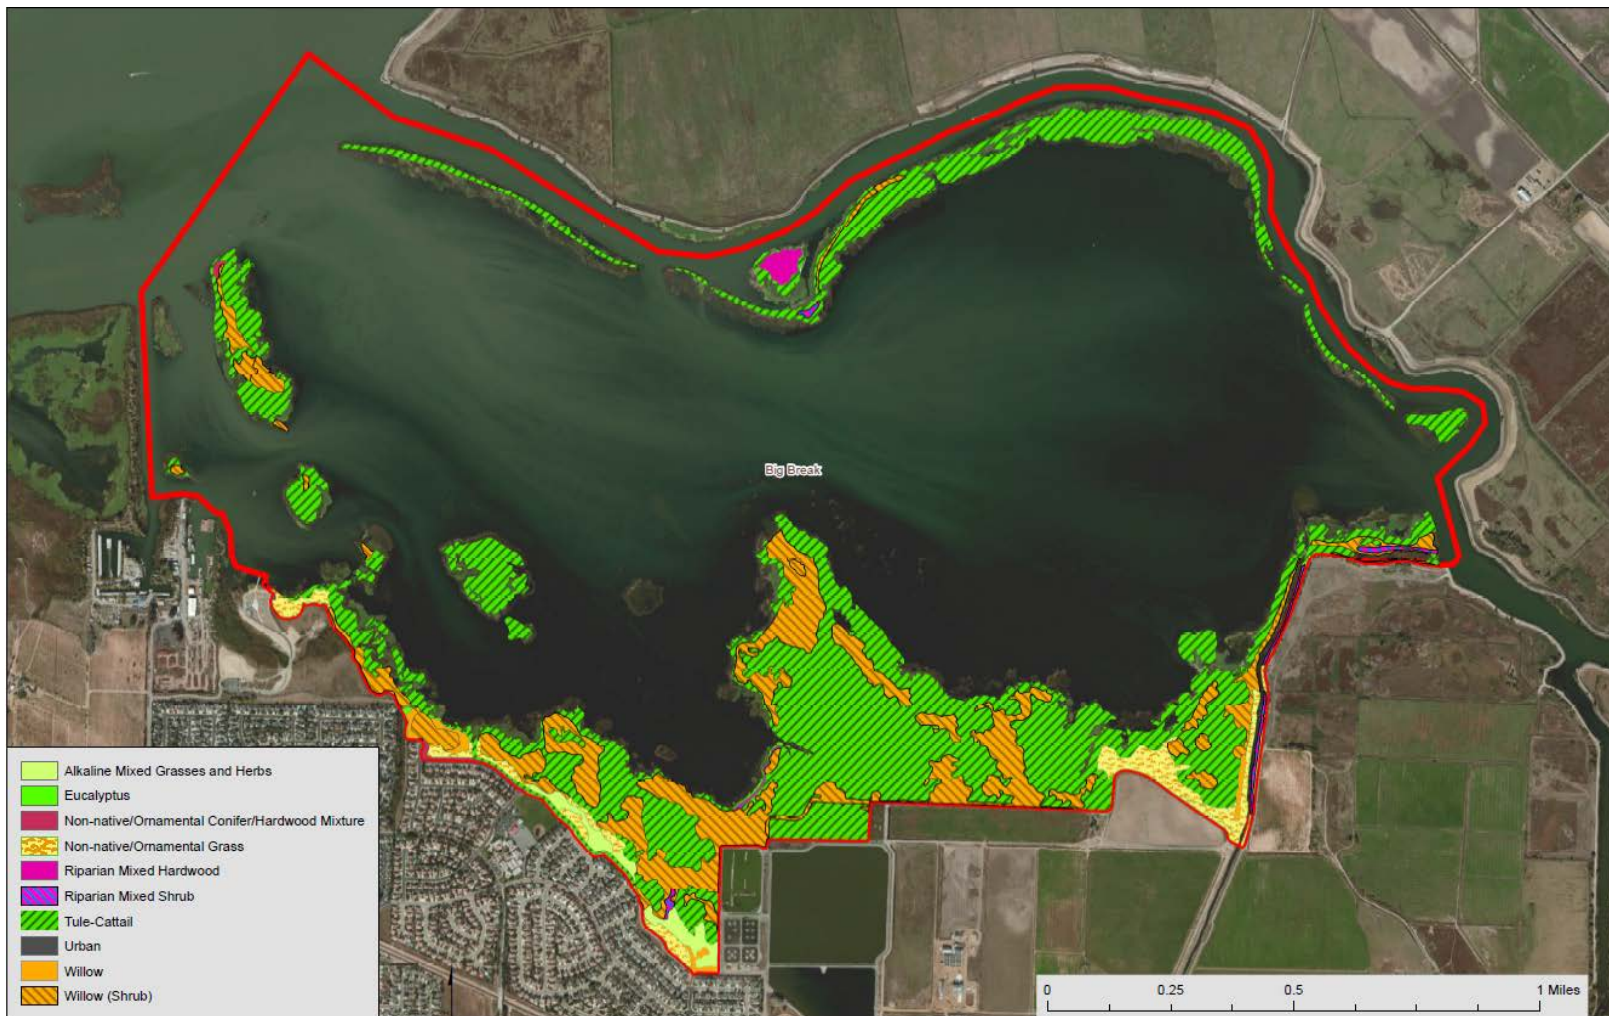 Big Break
Alkaline Mixed Grasses and Herbs
Eucalyptus
Non-native/Ornamental Conifer/Hardwood Mixture
Non-native/Ornamental Grass
Riparian Mixed Hardwood
Riparian Mixed Shrub
Tule-Cattail
Urban
Willow
Willow (Shrub)
0 0.25 0.5 1 Miles